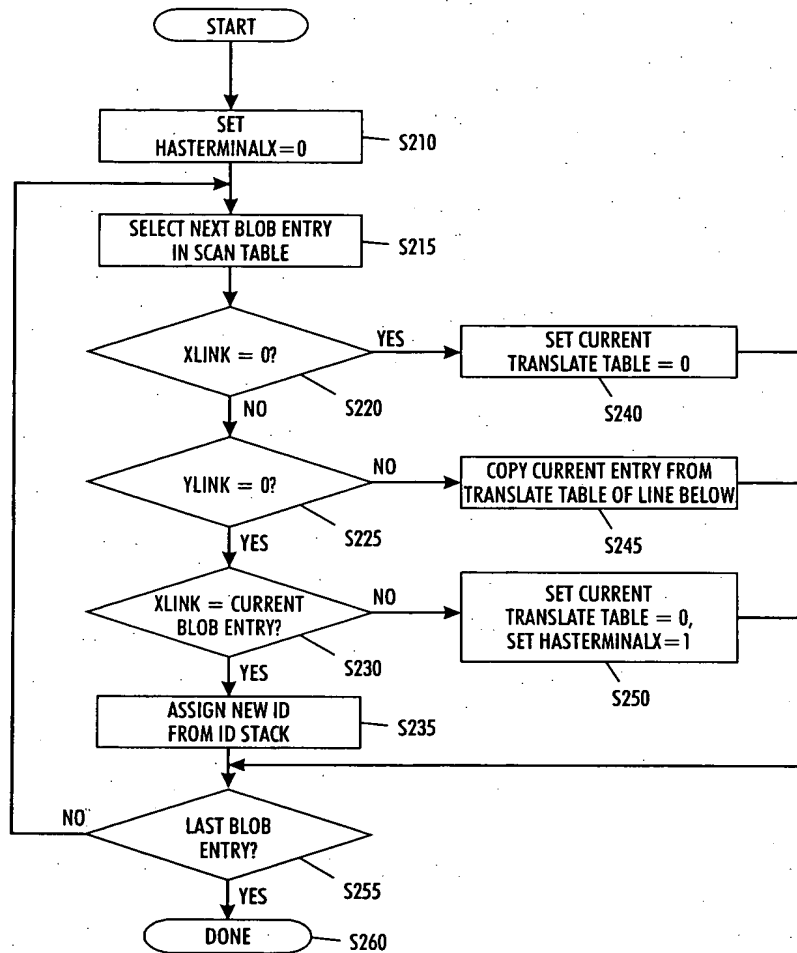 START
SET
HASTERMINALX=0
S210
SELECT NEXT BLOB ENTRY
IN SCAN TABLE
S215
XLINK = 0?
YES
S220
NO
SET CURRENT
TRANSLATE TABLE = 0
S240
YLINK = 0?
NO
S225
YES
COPY CURRENT ENTRY FROM
TRANSLATE TABLE OF LINE BELOW
S245
XLINK = CURRENT
BLOB ENTRY?
NO
S230
YES
SET CURRENT
TRANSLATE TABLE = 0,
SET HASTERMINALX=1
S250
ASSIGN NEW ID
FROM ID STACK
S235
NO
LAST BLOB
ENTRY?
S255
YES
DONE
S260